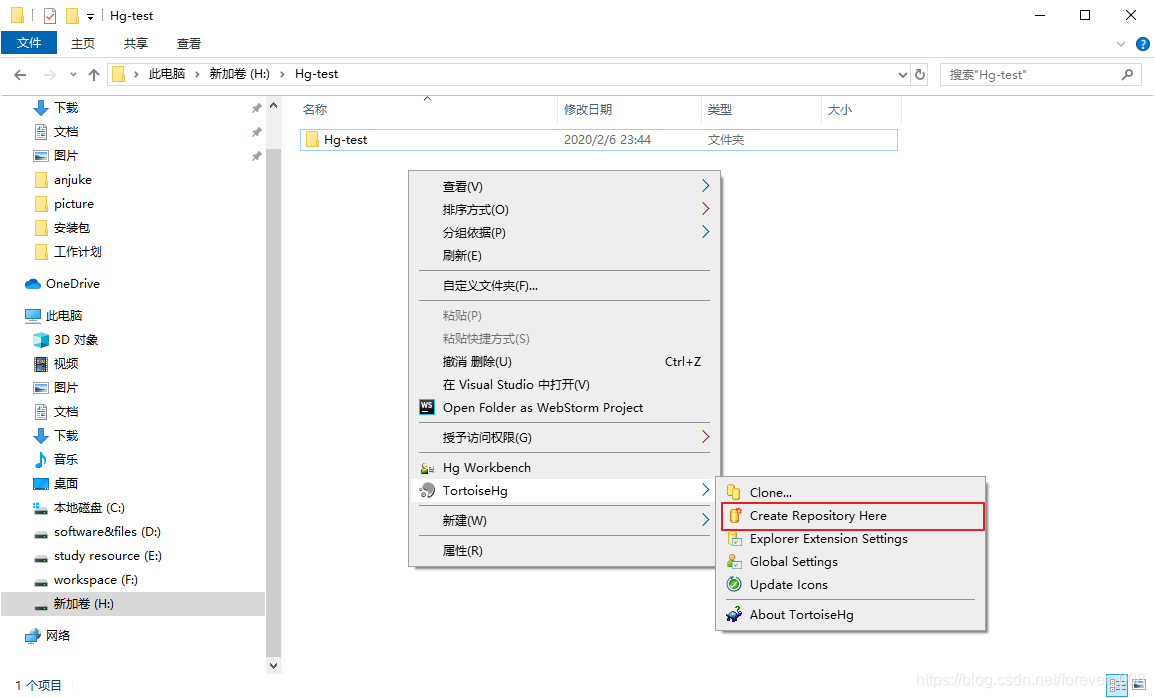 Hg-test
文件 主页 共享 查看
此电脑 › 新加卷 (H:) › Hg-test 搜索"Hg-test"
名称 修改日期 类型 大小
Hg-test 2020/2/6 23:44 文件夹
下载
文档
图片
anjuke
picture
安装包
工作计划
OneDrive
此电脑
3D 对象
视频
图片
文档
下载
音乐
桌面
本地磁盘 (C:)
software&files (D:)
study resource (E:)
workspace (F:)
新加卷 (H:)
网络
查看(V)
排序方式(O)
分组依据(P)
刷新(E)
自定义文件夹(F)...
粘贴(P)
粘贴快捷方式(S)
撤消 删除(U) Ctrl+Z
在 Visual Studio 中打开(V)
WS Open Folder as WebStorm Project
授予访问权限(G)
Hg Workbench
TortoiseHg
新建(W)
属性(R)
Clone...
Create Repository Here
Explorer Extension Settings
Global Settings
Update Icons
About TortoiseHg
1 个项目